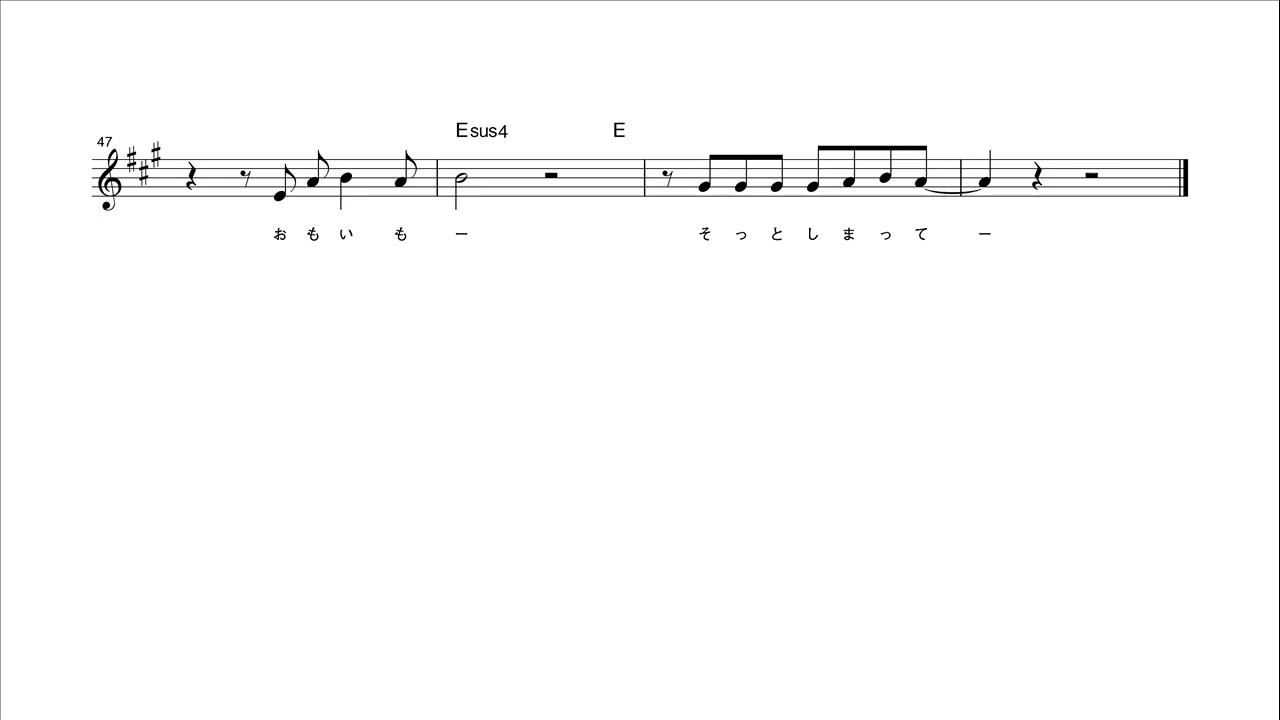 Esus4 E
47
お も い も ー そ っ と し ま っ て ー